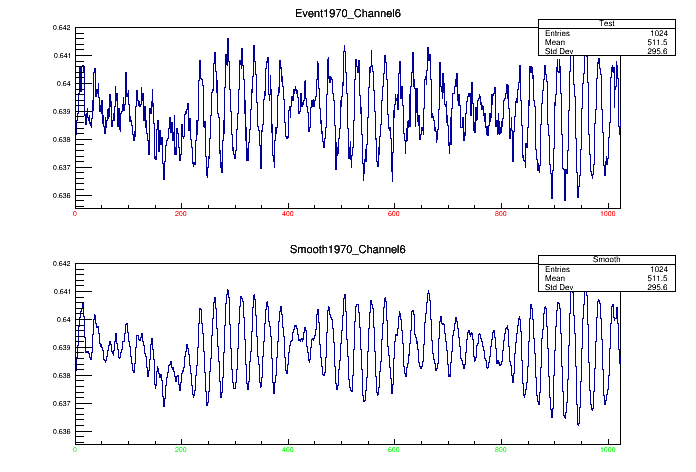 Event1970_Channel6
Test
Entries 1024
Mean 511.5
Std Dev 295.6
0.642
0.641
0.64
0.639
0.638
0.637
0.636
0 200 400 600 800 1000
Smooth1970_Channel6
Smooth
Entries 1024
Mean 511.5
Std Dev 295.6
0.642
0.641
0.64
0.639
0.638
0.637
0.636
0 200 400 600 800 1000